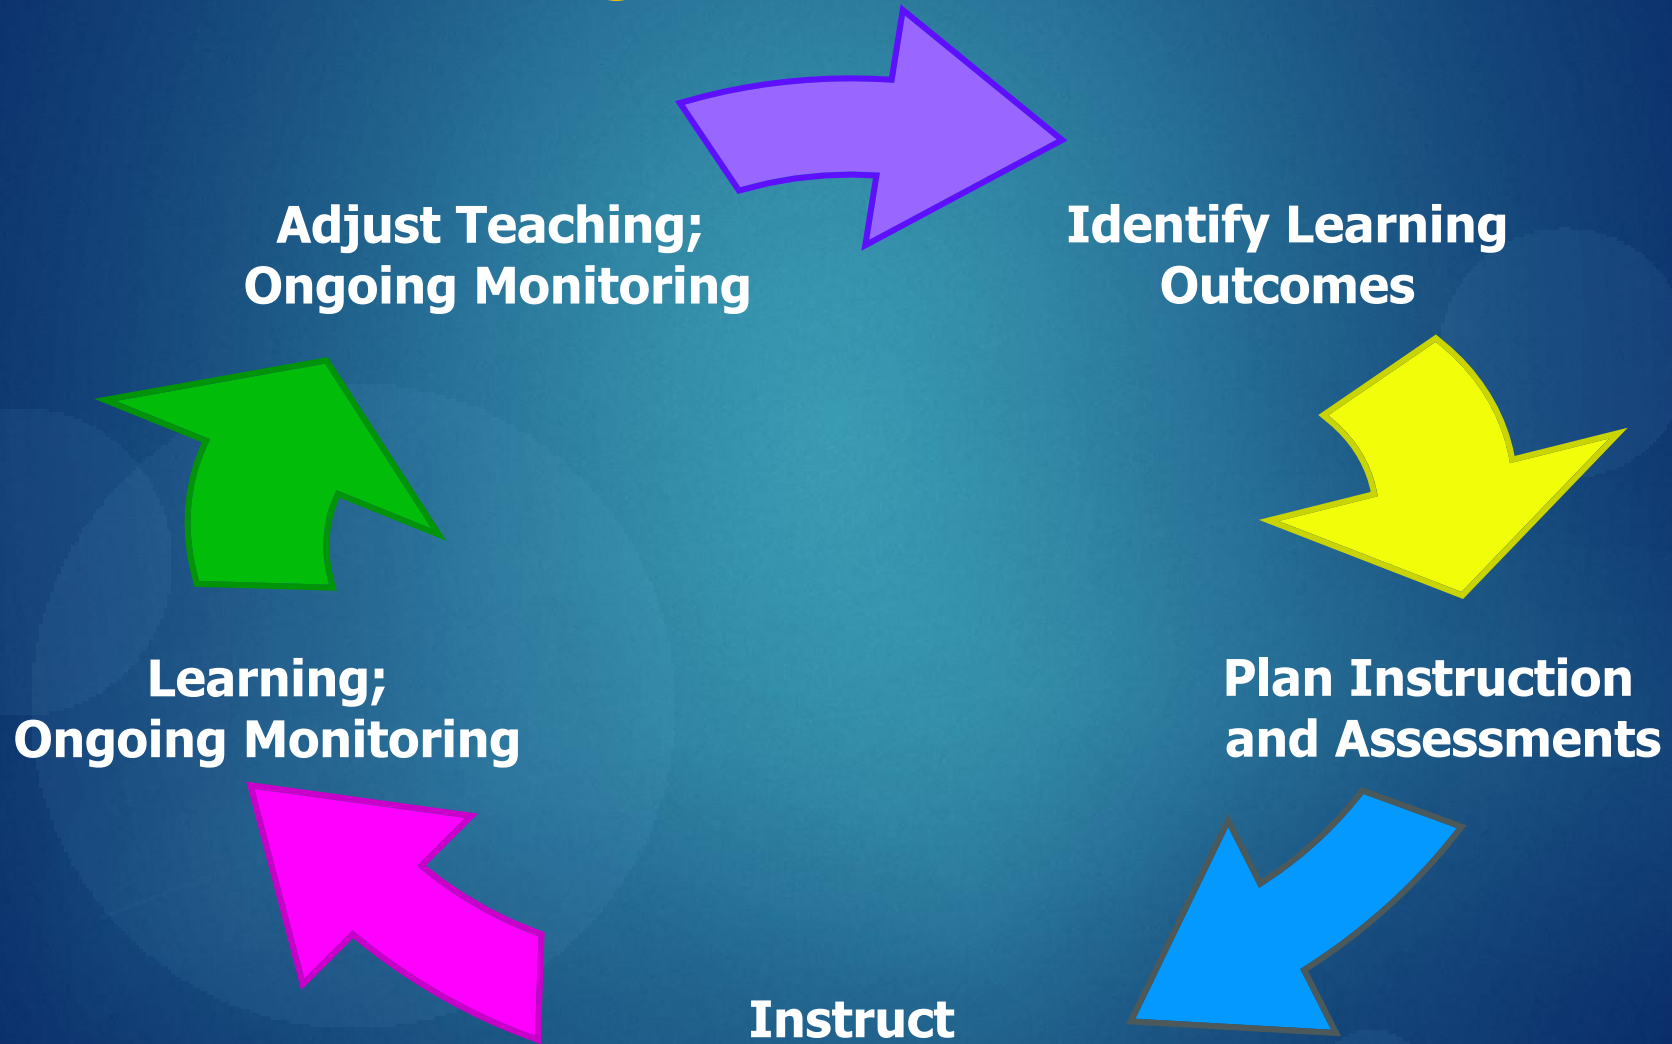 Adjust Teaching;
Ongoing Monitoring
Identify Learning
Outcomes
Learning;
Ongoing Monitoring
Plan Instruction
and Assessments
Instruct